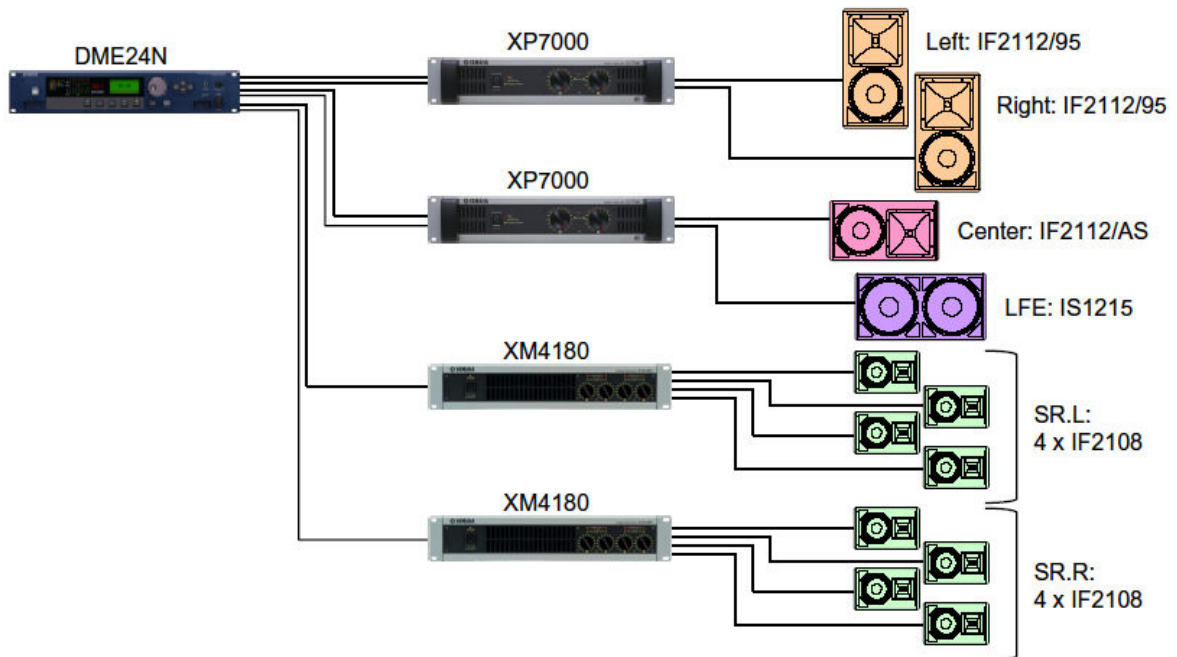 DME24N
XP7000
Left: IF2112/95
Right: IF2112/95
XP7000
Center: IF2112/AS
LFE: IS1215
XM4180
SR.L:
4 x IF2108
XM4180
SR.R:
4 x IF2108